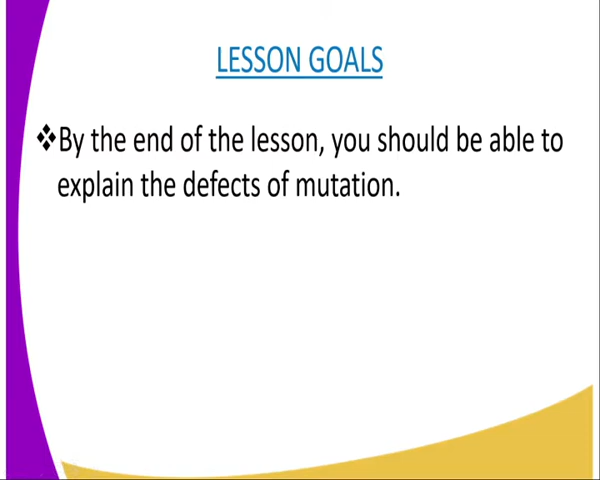 LESSON GOALS
❖By the end of the lesson, you should be able to
explain the defects of mutation.